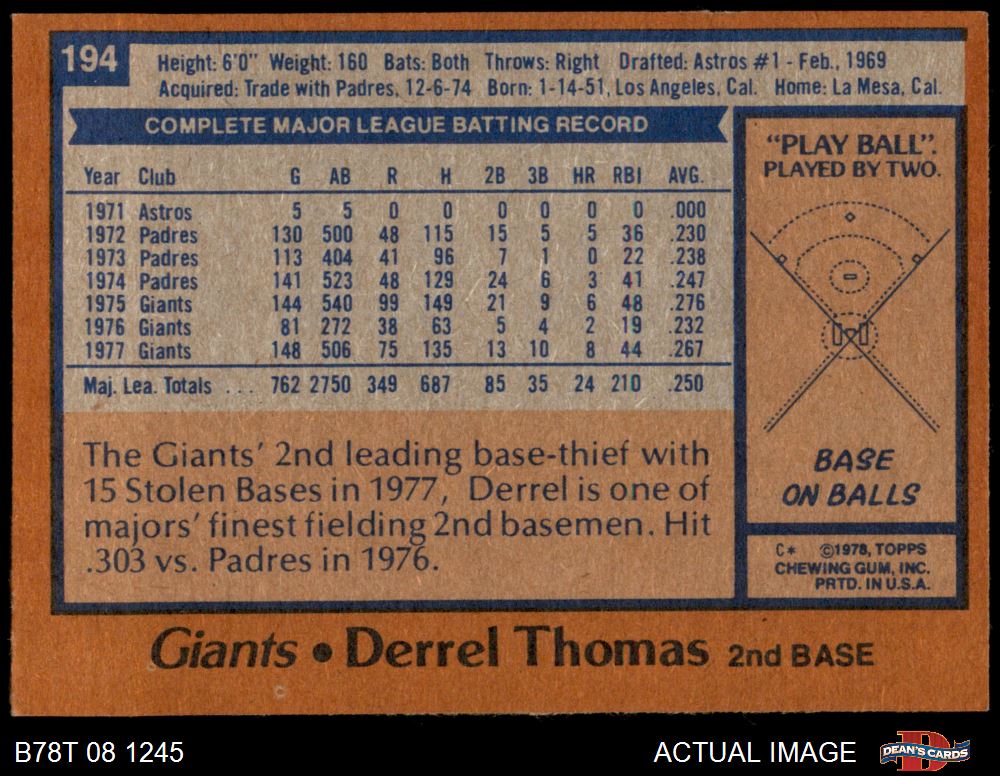 194
Height: 6'0" Weight: 160 Bats: Both Throws: Right Drafted: Astros #1 - Feb., 1969
Acquired: Trade with Padres, 12-6-74 Born: 1-14-51, Los Angeles, Cal. Home: La Mesa, Cal.
COMPLETE MAJOR LEAGUE BATTING RECORD
Year Club G AB R H 2B 3B HR RBI AVG.
1971 Astros 5 5 0 0 0 0 0 0 .000
1972 Padres 130 500 48 115 15 5 5 36 .230
1973 Padres 113 404 41 96 7 1 0 22 .238
1974 Padres 141 523 48 129 24 6 3 41 .247
1975 Giants 144 540 99 149 21 9 6 48 .276
1976 Giants 81 272 38 63 5 4 2 19 .232
1977 Giants 148 506 75 135 13 10 8 44 .267
Maj. Lea. Totals . . . 762 2750 349 687 85 35 24 210 .250
The Giants' 2nd leading base-thief with
15 Stolen Bases in 1977, Derrel is one of
majors' finest fielding 2nd basemen. Hit
.303 vs. Padres in 1976.
"PLAY BALL".
PLAYED BY TWO.
BASE
ON BALLS
C* ©1978, TOPPS
CHEWING GUM, INC.
PRTD. IN U.S.A.
Giants • Derrel Thomas 2nd BASE
B78T 08 1245
ACTUAL IMAGE
DEAN'S CARDS